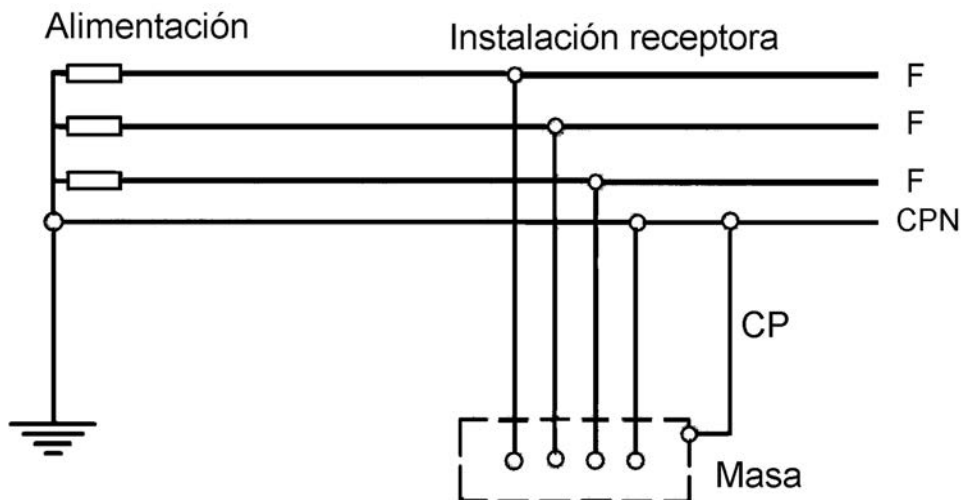 Alimentación
Instalación receptora
F
F
F
CPN
CP
Masa